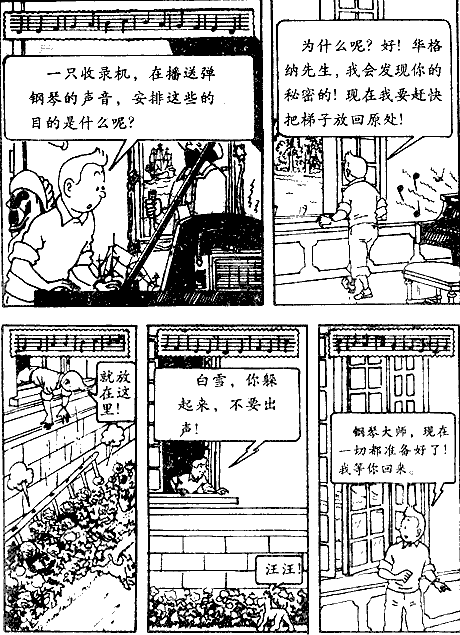 一只收录机，在播送弹
钢琴的声音，安排这些的
目的是什么呢？
为什么呢？好！华格
纳先生，我会发现你的
秘密的！现在我要赶快
把梯子放回原处！
就放
在这
里！
白雪，你躲
起来，不要出
声！
汪汪！
钢琴大师，现在
一切都准备好了！
我等你回来。